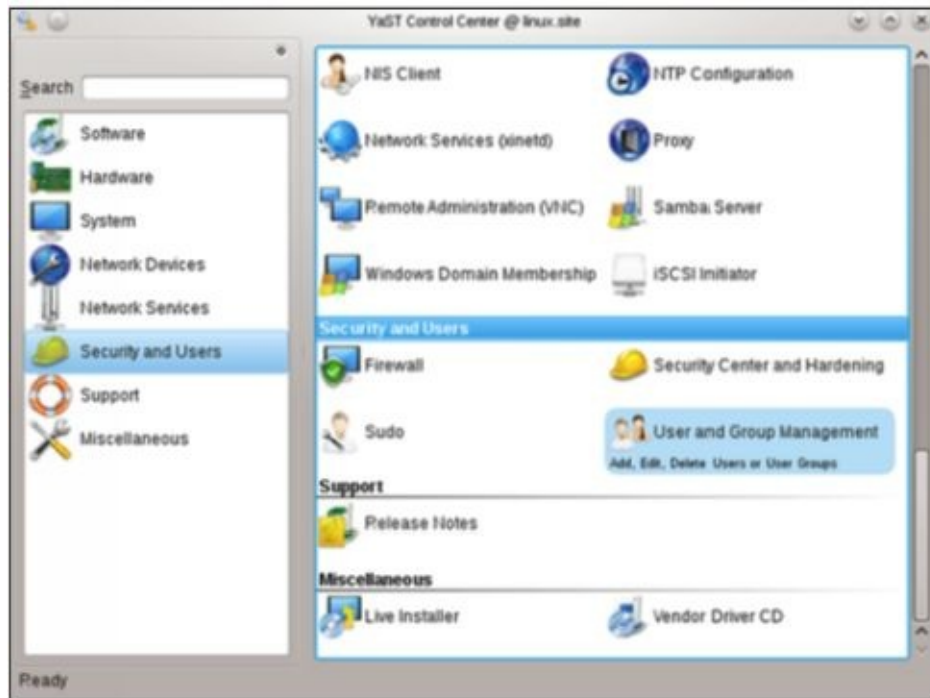 YaST Control Center @ linux.site
Search
Software
Hardware
System
Network Devices
Network Services
Security and Users
Support
Miscellaneous
NIS Client
NTP Configuration
Network Services (xinetd)
Proxy
Remote Administration (VNC)
Samba Server
Windows Domain Membership
iSCSI Initiator
Security and Users
Firewall
Security Center and Hardening
Sudo
User and Group Management
Add, Edit, Delete Users or User Groups
Support
Release Notes
Miscellaneous
Live Installer
Vendor Driver CD
Ready